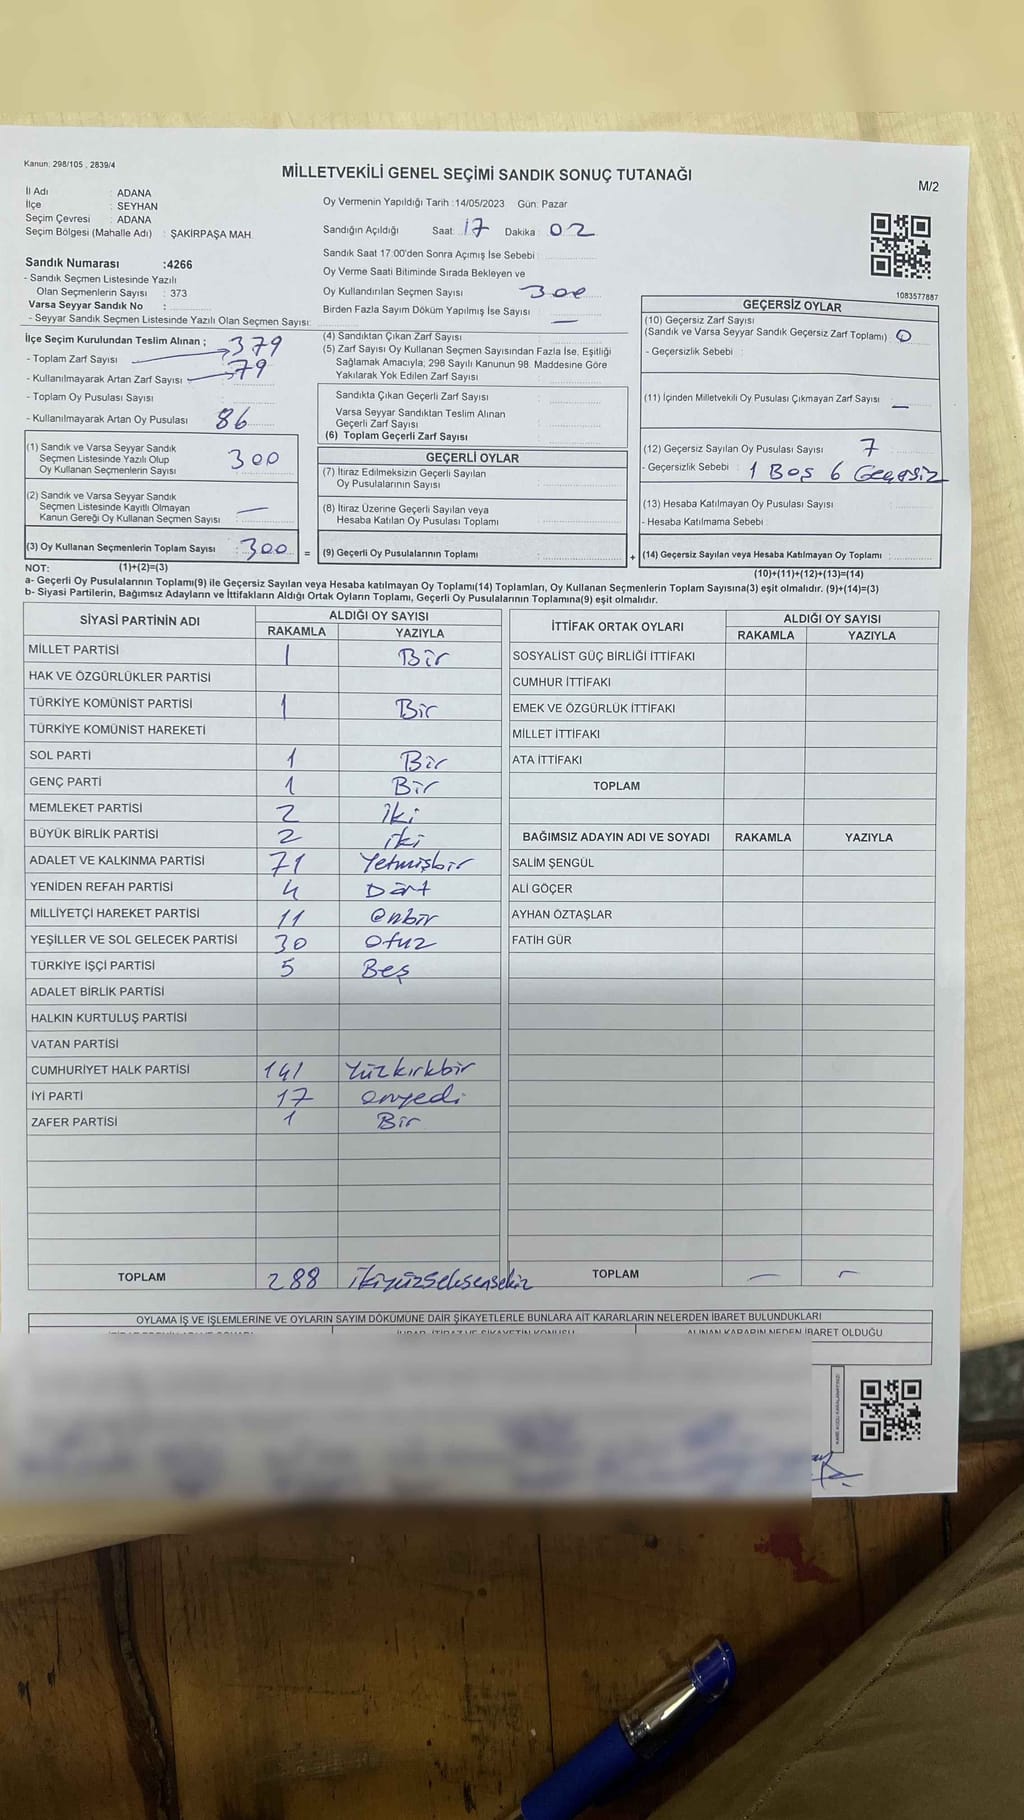 Kanun: 298/105 , 2839/4
MİLLETVEKİLİ GENEL SEÇİMİ SANDIK SONUÇ TUTANAĞI
M/2
İl Adı : ADANA
İlçe : SEYHAN
Seçim Çevresi : ADANA
Seçim Bölgesi (Mahalle Adı) : ŞAKİRPAŞA MAH.
Sandık Numarası :4266
- Sandık Seçmen Listesinde Yazılı
Olan Seçmenlerin Sayısı : 373
Varsa Seyyar Sandık No :
- Seyyar Sandık Seçmen Listesinde Yazılı Olan Seçmen Sayısı:
Oy Vermenin Yapıldığı Tarih :14/05/2023 Gün: Pazar
Sandığın Açıldığı Saat: 17 Dakika : 02
Sandık Saat 17:00'den Sonra Açımış İse Sebebi :
Oy Verme Saati Bitiminde Sırada Bekleyen ve
Oy Kullandırılan Seçmen Sayısı : 300
Birden Fazla Sayım Döküm Yapılmış İse Sayısı : —
1083577887
İlçe Seçim Kurulundan Teslim Alınan ;
- Toplam Zarf Sayısı 379
- Kullanılmayarak Artan Zarf Sayısı 79
- Toplam Oy Pusulası Sayısı :
- Kullanılmayarak Artan Oy Pusulası 86
(1) Sandık ve Varsa Seyyar Sandık
Seçmen Listesinde Yazılı Olup
Oy Kullanan Seçmenlerin Sayısı : 300
(2) Sandık ve Varsa Seyyar Sandık
Seçmen Listesinde Kayıtlı Olmayan
Kanun Gereği Oy Kullanan Seçmen Sayısı : —
(3) Oy Kullanan Seçmenlerin Toplam Sayısı : 300 =
(1)+(2)=(3)
(4) Sandıktan Çıkan Zarf Sayısı :
(5) Zarf Sayısı Oy Kullanan Seçmen Sayısından Fazla İse, Eşitliği
Sağlamak Amacıyla; 298 Sayılı Kanunun 98. Maddesine Göre
Yakılarak Yok Edilen Zarf Sayısı :
Sandıkta Çıkan Geçerli Zarf Sayısı :
Varsa Seyyar Sandıktan Teslim Alınan
Geçerli Zarf Sayısı :
(6) Toplam Geçerli Zarf Sayısı :
GEÇERLİ OYLAR
(7) İtiraz Edilmeksizin Geçerli Sayılan
Oy Pusulalarının Sayısı :
(8) İtiraz Üzerine Geçerli Sayılan veya
Hesaba Katılan Oy Pusulası Toplamı :
(9) Geçerli Oy Pusulalarının Toplamı : +
GEÇERSİZ OYLAR
(10) Geçersiz Zarf Sayısı
(Sandık ve Varsa Seyyar Sandık Geçersiz Zarf Toplamı) : 0
- Geçersizlik Sebebi :
(11) İçinden Milletvekili Oy Pusulası Çıkmayan Zarf Sayısı : —
(12) Geçersiz Sayılan Oy Pusulası Sayısı : 7
- Geçersizlik Sebebi : 1 Boş 6 Geçersiz
(13) Hesaba Katılmayan Oy Pusulası Sayısı :
- Hesaba Katılmama Sebebi :
(14) Geçersiz Sayılan veya Hesaba Katılmayan Oy Toplamı :
(10)+(11)+(12)+(13)=(14)
NOT:
a- Geçerli Oy Pusulalarının Toplamı(9) ile Geçersiz Sayılan veya Hesaba katılmayan Oy Toplamı(14) Toplamları, Oy Kullanan Seçmenlerin Toplam Sayısına(3) eşit olmalıdır. (9)+(14)=(3)
b- Siyasi Partilerin, Bağımsız Adayların ve İttifakların Aldığı Ortak Oyların Toplamı, Geçerli Oy Pusulalarının Toplamına(9) eşit olmalıdır.
SİYASİ PARTİNİN ADI ALDIĞI OY SAYISI
RAKAMLA YAZIYLA
MİLLET PARTİSİ 1 Bir
HAK VE ÖZGÜRLÜKLER PARTİSİ
TÜRKİYE KOMÜNİST PARTİSİ 1 Bir
TÜRKİYE KOMÜNİST HAREKETİ
SOL PARTİ 1 Bir
GENÇ PARTİ 1 Bir
MEMLEKET PARTİSİ 2 İki
BÜYÜK BİRLİK PARTİSİ 2 iki
ADALET VE KALKINMA PARTİSİ 71 Yetmişbir
YENİDEN REFAH PARTİSİ 4 Dört
MİLLİYETÇİ HAREKET PARTİSİ 11 onbir
YEŞİLLER VE SOL GELECEK PARTİSİ 30 Otuz
TÜRKİYE İŞÇİ PARTİSİ 5 Beş
ADALET BİRLİK PARTİSİ
HALKIN KURTULUŞ PARTİSİ
VATAN PARTİSİ
CUMHURİYET HALK PARTİSİ 141 Yüzkırkbir
İYİ PARTİ 17 onyedi
ZAFER PARTİSİ 1 Bir
TOPLAM 288 İkiyüzseksensekiz
İTTİFAK ORTAK OYLARI ALDIĞI OY SAYISI
RAKAMLA YAZIYLA
SOSYALİST GÜÇ BİRLİĞİ İTTİFAKI
CUMHUR İTTİFAKI
EMEK VE ÖZGÜRLÜK İTTİFAKI
MİLLET İTTİFAKI
ATA İTTİFAKI
TOPLAM
BAĞIMSIZ ADAYIN ADI VE SOYADI RAKAMLA YAZIYLA
SALİM ŞENGÜL
ALİ GÖÇER
AYHAN ÖZTAŞLAR
FATİH GÜR
TOPLAM — —
OYLAMA İŞ VE İŞLEMLERİNE VE OYLARIN SAYIM DÖKÜMÜNE DAİR ŞİKAYETLERLE BUNLARA AİT KARARLARIN NELERDEN İBARET BULUNDUKLARI
ALINAN KARARIN NEDEN İBARET OLDUĞU